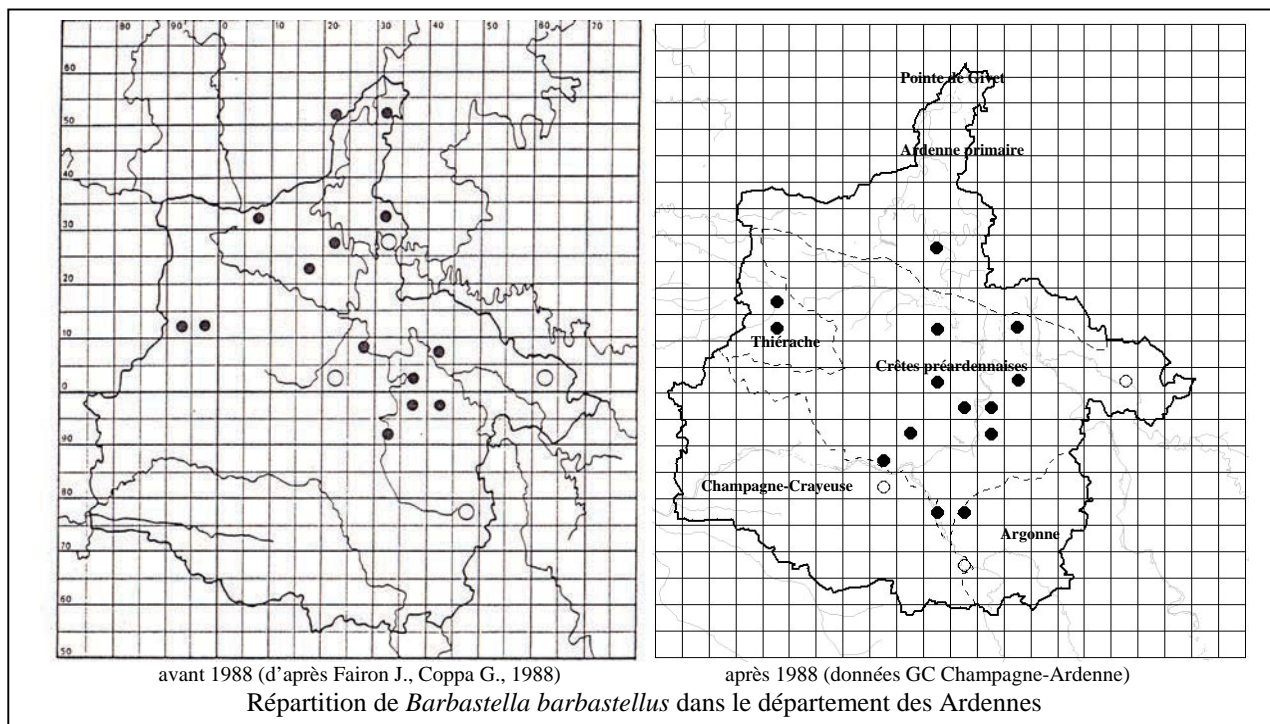 80 90 0 10 20 30 40 50 60 70
60
50
40
30
20
10
0
90
80
70
60
50
Pointe de Givet
Ardenne primaire
Thiérache
Crêtes préardennaises
Champagne-Crayeuse
Argonne
avant 1988 (d'après Fairon J., Coppa G., 1988)
après 1988 (données GC Champagne-Ardenne)
Répartition de Barbastella barbastellus dans le département des Ardennes